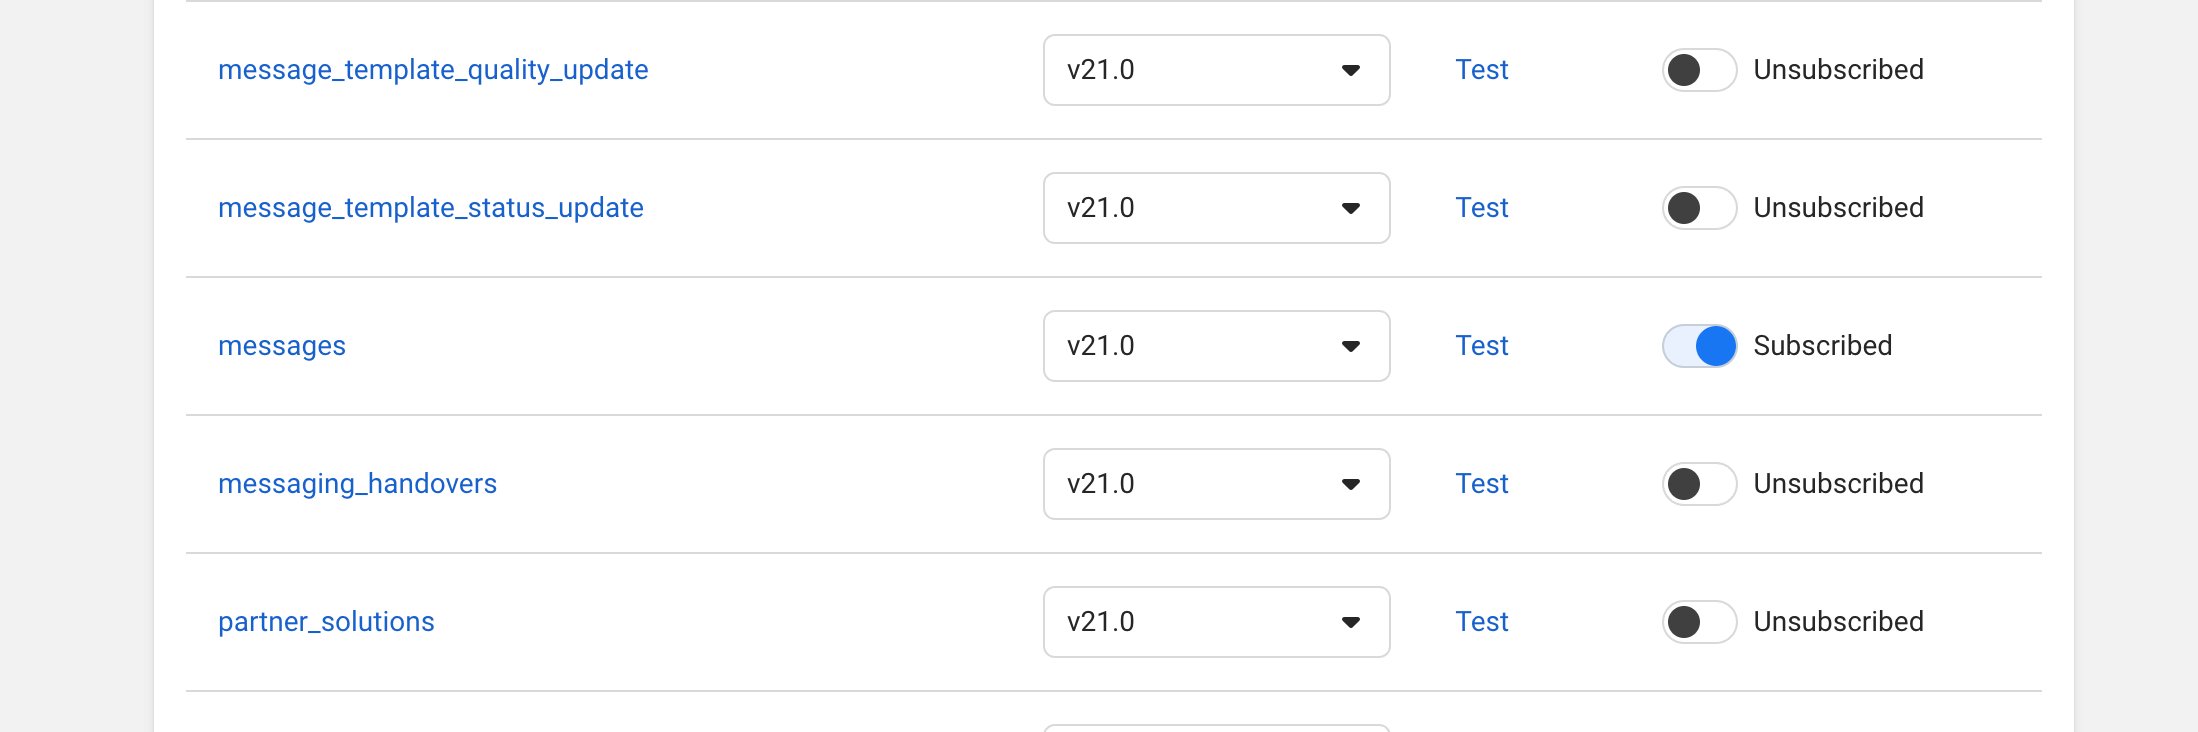 message_template_quality_update v21.0 Test Unsubscribed
message_template_status_update v21.0 Test Unsubscribed
messages v21.0 Test Subscribed
messaging_handovers v21.0 Test Unsubscribed
partner_solutions v21.0 Test Unsubscribed